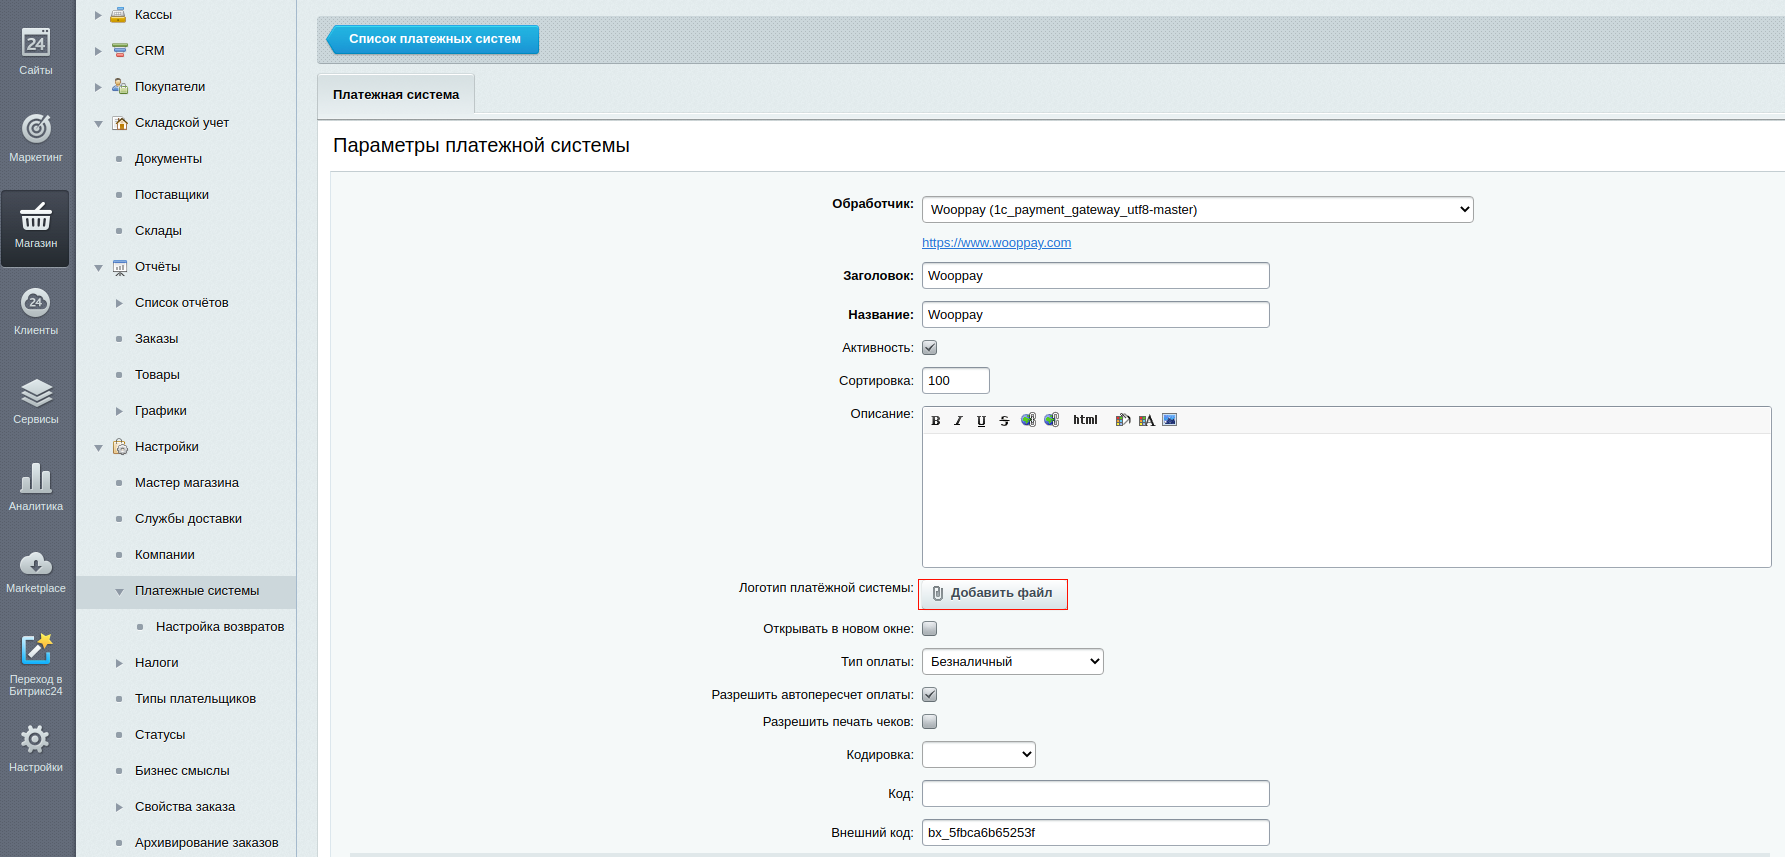 24
Сайты
Маркетинг
Магазин
24
Клиенты
Сервисы
Аналитика
Marketplace
Переход в
Битрикс24
Настройки
Кассы
CRM
Покупатели
Складской учет
Документы
Поставщики
Склады
Отчёты
Список отчётов
Заказы
Товары
Графики
Настройки
Мастер магазина
Службы доставки
Компании
Платежные системы
Настройка возвратов
Налоги
Типы плательщиков
Статусы
Бизнес смыслы
Свойства заказа
Архивирование заказов
Список платежных систем
Платежная система
Параметры платежной системы
Обработчик: Wooppay (1c_payment_gateway_utf8-master)
https://www.wooppay.com
Заголовок: Wooppay
Название: Wooppay
Активность:
Сортировка: 100
Описание: B I U S html A
Логотип платёжной системы: Добавить файл
Открывать в новом окне:
Тип оплаты: Безналичный
Разрешить автопересчет оплаты:
Разрешить печать чеков:
Кодировка:
Код:
Внешний код: bx_5fbca6b65253f